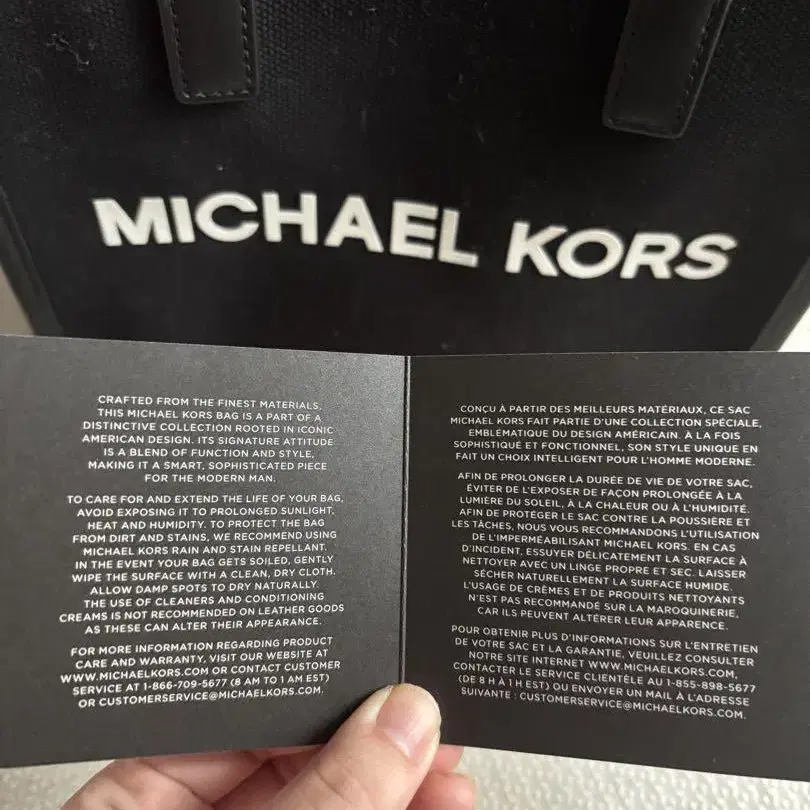 MICHAEL KORS
CRAFTED FROM THE FINEST MATERIALS,
THIS MICHAEL KORS BAG IS A PART OF A
DISTINCTIVE COLLECTION ROOTED IN ICONIC
AMERICAN DESIGN. ITS SIGNATURE ATTITUDE
IS A BLEND OF FUNCTION AND STYLE,
MAKING IT A SMART, SOPHISTICATED PIECE
FOR THE MODERN MAN.
TO CARE FOR AND EXTEND THE LIFE OF YOUR BAG,
AVOID EXPOSING IT TO PROLONGED SUNLIGHT,
HEAT AND HUMIDITY. TO PROTECT THE BAG
FROM DIRT AND STAINS, WE RECOMMEND USING
MICHAEL KORS RAIN AND STAIN REPELLANT.
IN THE EVENT YOUR BAG GETS SOILED, GENTLY
WIPE THE SURFACE WITH A CLEAN, DRY CLOTH.
ALLOW DAMP SPOTS TO DRY NATURALLY.
THE USE OF CLEANERS AND CONDITIONING
CREAMS IS NOT RECOMMENDED ON LEATHER GOODS
AS THESE CAN ALTER THEIR APPEARANCE.
FOR MORE INFORMATION REGARDING PRODUCT
CARE AND WARRANTY, VISIT OUR WEBSITE AT
WWW.MICHAELKORS.COM OR CONTACT CUSTOMER
SERVICE AT 1-866-709-5677 (8 AM TO 1 AM EST)
OR CUSTOMERSERVICE@MICHAELKORS.COM.
CONÇU À PARTIR DES MEILLEURS MATÉRIAUX, CE SAC
MICHAEL KORS FAIT PARTIE D'UNE COLLECTION SPÉCIALE,
EMBLÉMATIQUE DU DESIGN AMÉRICAIN. À LA FOIS
SOPHISTIQUÉ ET FONCTIONNEL, SON STYLE UNIQUE EN
FAIT UN CHOIX INTELLIGENT POUR L'HOMME MODERNE.
AFIN DE PROLONGER LA DURÉE DE VIE DE VOTRE SAC,
ÉVITER DE L'EXPOSER DE FAÇON PROLONGÉE À LA
LUMIÈRE DU SOLEIL, À LA CHALEUR OU À L'HUMIDITÉ.
AFIN DE PROTÉGER LE SAC CONTRE LA POUSSIÈRE ET
LES TÂCHES, NOUS VOUS RECOMMANDONS L'UTILISATION
DE L'IMPERMÉABILISANT MICHAEL KORS. EN CAS
D'INCIDENT, ESSUYER DÉLICATEMENT LA SURFACE À
NETTOYER AVEC UN LINGE PROPRE ET SEC. LAISSER
SÉCHER NATURELLEMENT LA SURFACE HUMIDE.
L'USAGE DE CRÈMES ET DE PRODUITS NETTOYANTS
N'EST PAS RECOMMANDÉ SUR LA MAROQUINERIE,
CAR ILS PEUVENT ALTÉRER LEUR APPARENCE.
POUR OBTENIR PLUS D'INFORMATIONS SUR L'ENTRETIEN
DE VOTRE SAC ET LA GARANTIE, VEUILLEZ CONSULTER
NOTRE SITE INTERNET WWW.MICHAELKORS.COM,
CONTACTER LE SERVICE CLIENTÈLE AU 1-855-898-5677
(DE 8 H À 1 H EST) OU ENVOYER UN MAIL À L'ADRESSE
SUIVANTE : CUSTOMERSERVICE@MICHAELKORS.COM.